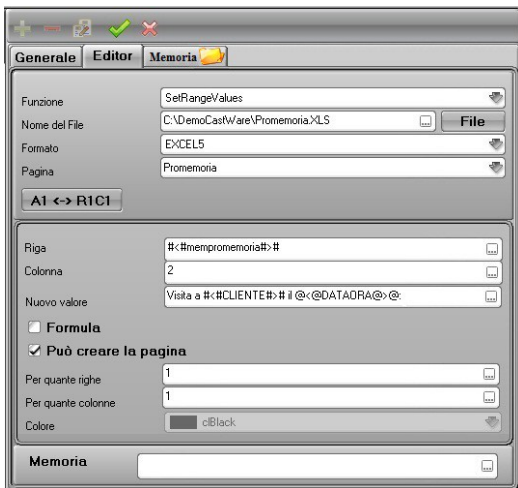 Generale Editor Memoria
Funzione SetRangeValues
Nome del File C:\DemoCastWare\Promemoria.XLS ... File
Formato EXCEL5
Pagina Promemoria
A1 <-> R1C1
Riga #<#mempromemoria#># ...
Colonna 2 ...
Nuovo valore Visita a #<#CLIENTE#># il @<@DATAORA@>@: ...
Formula
Può creare la pagina
Per quante righe 1 ...
Per quante colonne 1 ...
Colore clBlack
Memoria ...